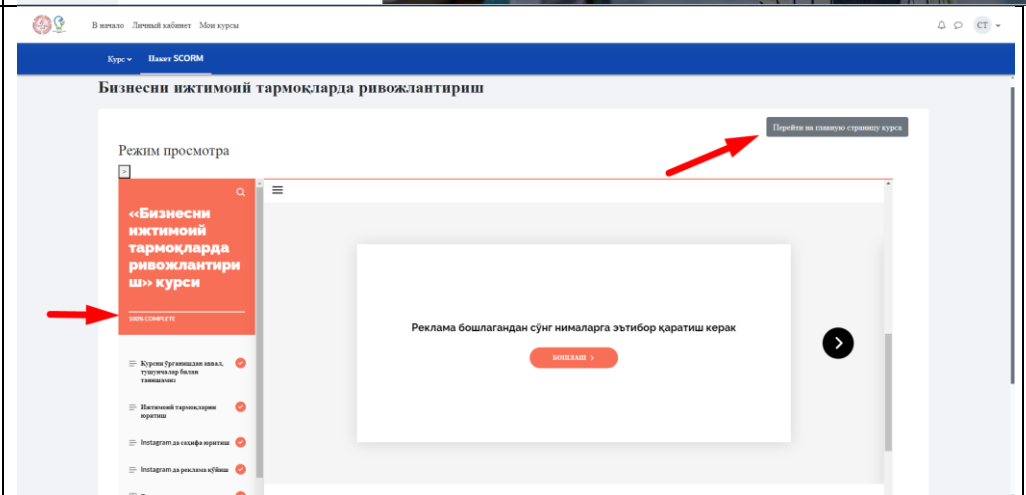 В начало Личный кабинет Мои курсы
CT
Курс Пакет SCORM
Бизнесни ижтимоий тармоқларда ривожлантириш
Перейти на главную страницу курса
Режим просмотра
>
«Бизнесни
ижтимоий
тармоқларда
ривожлантири
ш» курси
100% COMPLETE
Реклама бошлагандан сўнг нималарга эътибор қаратиш керак
БОШЛАШ >
Курсни ўрганишдан аввал,
тушунчалар билан
танишамиз
Ижтимоий тармоқларни
юритиш
Instagram да саҳифа юритиш
Instagram да реклама қўйиш